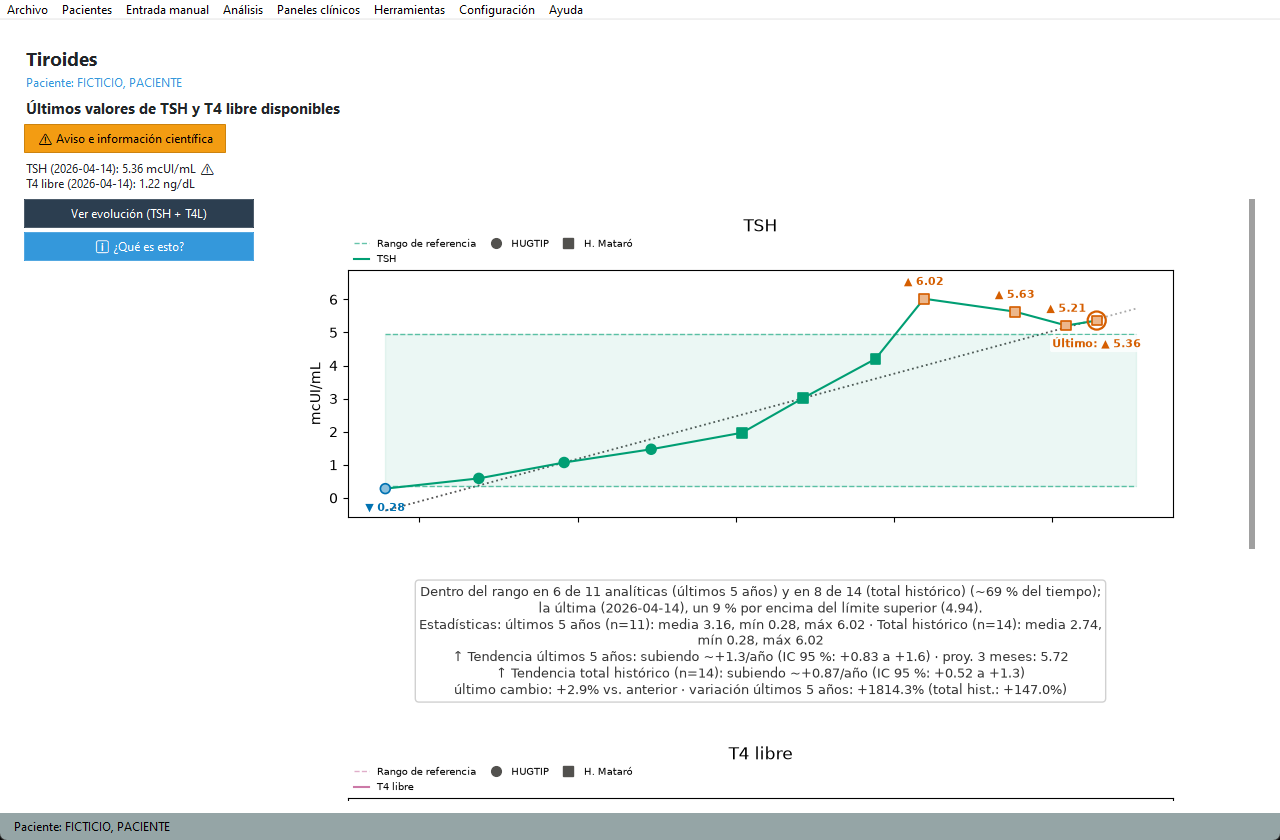 Archivo Pacientes Entrada manual Análisis Paneles clínicos Herramientas Configuración Ayuda
Tiroides
Paciente: FICTICIO, PACIENTE
Últimos valores de TSH y T4 libre disponibles
⚠ Aviso e información científica
TSH (2026-04-14): 5.36 mcUI/mL ⚠
T4 libre (2026-04-14): 1.22 ng/dL
Ver evolución (TSH + T4L)
ℹ ¿Qué es esto?
TSH
Rango de referencia HUGTIP H. Mataró
TSH
▲ 6.02
▲ 5.63
▲ 5.21
Último: ▲ 5.36
▼ 0.28
6
5
4
3
2
1
0
mcUI/mL
Dentro del rango en 6 de 11 analíticas (últimos 5 años) y en 8 de 14 (total histórico) (~69 % del tiempo);
la última (2026-04-14), un 9 % por encima del límite superior (4.94).
Estadísticas: últimos 5 años (n=11): media 3.16, mín 0.28, máx 6.02 · Total histórico (n=14): media 2.74,
mín 0.28, máx 6.02
↑ Tendencia últimos 5 años: subiendo ~+1.3/año (IC 95 %: +0.83 a +1.6) · proy. 3 meses: 5.72
↑ Tendencia total histórico (n=14): subiendo ~+0.87/año (IC 95 %: +0.52 a +1.3)
último cambio: +2.9% vs. anterior · variación últimos 5 años: +1814.3% (total hist.: +147.0%)
T4 libre
Rango de referencia HUGTIP H. Mataró
T4 libre
Paciente: FICTICIO, PACIENTE